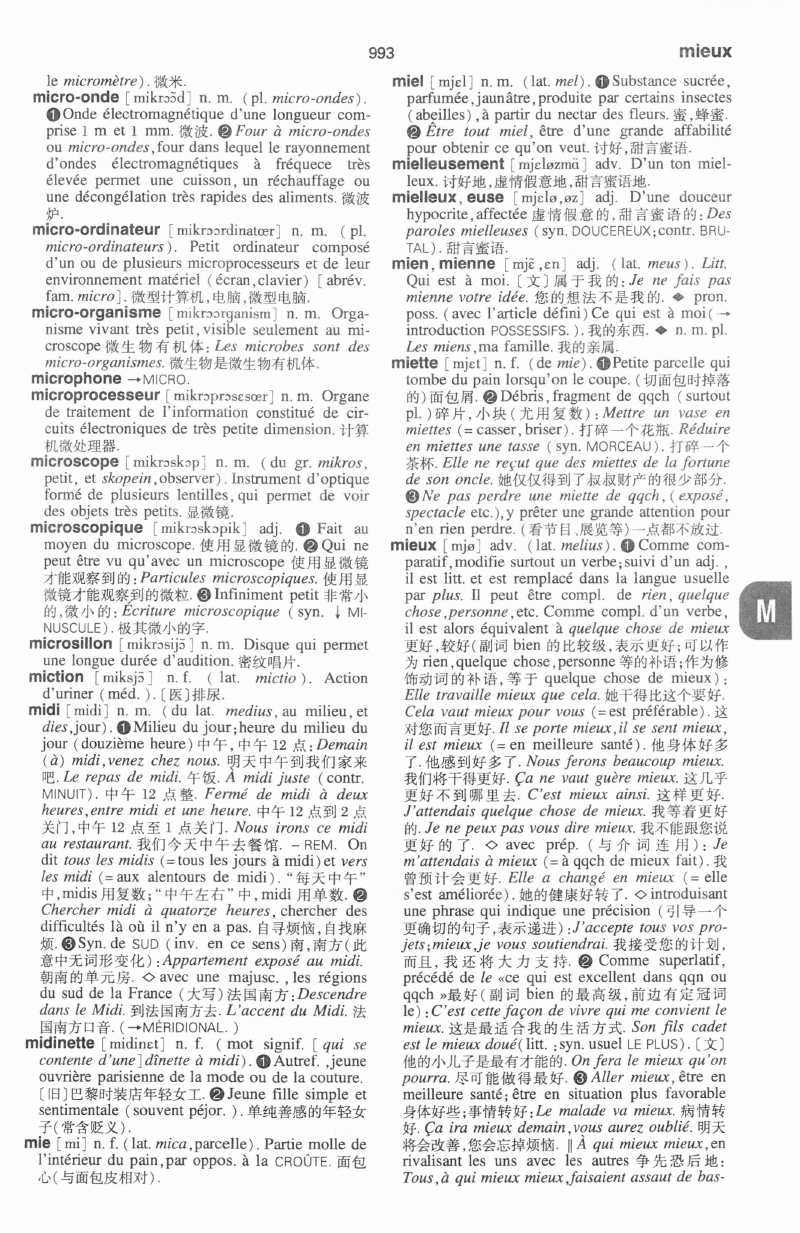 993
mieux
le micromètre). 微米.
micro-onde [mikrɔɔ̃d] n. m. (pl. micro-ondes).
❶Onde électromagnétique d'une longueur com-
prise 1 m et 1 mm. 微波. ❷Four à micro-ondes
ou micro-ondes,four dans lequel le rayonnement
d'ondes électromagnétiques à fréquece très
élevée permet une cuisson, un réchauffage ou
une décongélation très rapides des aliments. 微波
炉.
micro-ordinateur [mikrɔɔrdinatœr] n. m. (pl.
micro-ordinateurs). Petit ordinateur composé
d'un ou de plusieurs microprocesseurs et de leur
environnement matériel (écran,clavier) [abrév.
fam. micro]. 微型计算机,电脑,微型电脑.
micro-organisme [mikrɔɔrganism] n. m. Orga-
nisme vivant très petit,visible seulement au mi-
croscope 微生物有机体: Les microbes sont des
micro-organismes. 微生物是微生物有机体.
microphone →MICRO.
microprocesseur [mikrɔprɔsɛsœr] n. m. Organe
de traitement de l'information constitué de cir-
cuits électroniques de très petite dimension. 计算
机微处理器.
microscope [mikrɔskɔp] n. m. (du gr. mikros,
petit, et skopein,observer). Instrument d'optique
formé de plusieurs lentilles,qui permet de voir
des objets très petits. 显微镜.
microscopique [mikrɔskɔpik] adj. ❶ Fait au
moyen du microscope. 使用显微镜的. ❷Qui ne
peut être vu qu'avec un microscope 使用显微镜
才能观察到的: Particules microscopiques. 使用显
微镜才能观察到的微粒. ❸Infiniment petit 非常小
的,微小的: Écriture microscopique (syn. ↓ MI-
NUSCULE). 极其微小的字.
microsillon [mikrɔsijɔ̃] n. m. Disque qui permet
une longue durée d'audition. 密纹唱片.
miction [miksjɔ̃] n. f. (lat. mictio). Action
d'uriner (méd.). 〔医〕排尿.
midi [midi] n. m. (du lat. medius, au milieu, et
dies,jour). ❶Milieu du jour;heure du milieu du
jour (douzième heure) 中午,中午 12 点: Demain
(à) midi,venez chez nous. 明天中午到我们家来
吧. Le repas de midi. 午饭. À midi juste (contr.
MINUIT). 中午 12 点整. Fermé de midi à deux
heures,entre midi et une heure. 中午 12 点到 2 点
关门,中午 12 点至 1 点关门. Nous irons ce midi
au restaurant. 我们今天中午去餐馆. – REM. On
dit tous les midis (=tous les jours à midi)et vers
les midi (=aux alentours de midi). "每天中午"
中,midis 用复数;"中午左右" 中, midi 用单数. ❷
Chercher midi à quatorze heures, chercher des
difficultés là où il n'y en a pas. 自寻烦恼,自找麻
烦. ❸Syn. de SUD (inv. en ce sens)南,南方(此
意中无词形变化): Appartement exposé au midi.
朝南的单元房. ◇avec une majusc. , les régions
du sud de la France (大写)法国南方: Descendre
dans le Midi. 到法国南方去. L'accent du Midi. 法
国南方口音. (→MÉRIDIONAL. )
midinette [midinɛt] n. f. (mot signif. [qui se
contente d'une]dînette à midi). ❶Autref. ,jeune
ouvrière parisienne de la mode ou de la couture.
〔旧〕巴黎时装店年轻女工. ❷Jeune fille simple et
sentimentale (souvent péjor. ). 单纯善感的年轻女
子(常含贬义).
mie [mi] n. f. (lat. mica,parcelle). Partie molle de
l'intérieur du pain,par oppos. à la CROÛTE. 面包
心(与面包皮相对).
miel [mjɛl] n. m. (lat. mel). ❶Substance sucrée,
parfumée,jaunâtre,produite par certains insectes
(abeilles),à partir du nectar des fleurs. 蜜,蜂蜜.
❷ Être tout miel, être d'une grande affabilité
pour obtenir ce qu'on veut. 讨好,甜言蜜语.
mielleusement [mjɛløzmɑ̃] adv. D'un ton miel-
leux. 讨好地,虚情假意地,甜言蜜语地.
mielleux, euse [mjɛlø,øz] adj. D'une douceur
hypocrite,affectée 虚情假意的,甜言蜜语的: Des
paroles mielleuses (syn. DOUCEREUX;contr. BRU-
TAL). 甜言蜜语.
mien, mienne [mjɛ̃,ɛn] adj. (lat. meus). Litt.
Qui est à moi. 〔文〕属于我的: Je ne fais pas
mienne votre idée. 您的想法不是我的. ◆ pron.
poss. (avec l'article défini)Ce qui est à moi(→
introduction POSSESSIFS. ). 我的东西. ◆ n. m. pl.
Les miens,ma famille. 我的亲属.
miette [mjɛt] n. f. (de mie). ❶Petite parcelle qui
tombe du pain lorsqu'on le coupe. (切面包时掉落
的)面包屑. ❷Débris,fragment de qqch (surtout
pl. )碎片,小块(尤用复数): Mettre un vase en
miettes (= casser,briser). 打碎一个花瓶. Réduire
en miettes une tasse (syn. MORCEAU). 打碎一个
茶杯. Elle ne reçut que des miettes de la fortune
de son oncle. 她仅仅得到了叔叔财产的很少部分.
❸Ne pas perdre une miette de qqch, (exposé,
spectacle etc.),y prêter une grande attention pour
n'en rien perdre. (看节目、展览等)一点都不放过.
mieux [mjø] adv. (lat. melius). ❶Comme com-
paratif,modifie surtout un verbe;suivi d'un adj. ,
il est litt. et est remplacé dans la langue usuelle
par plus. Il peut être compl. de rien, quelque
chose,personne,etc. Comme compl. d'un verbe,
il est alors équivalent à quelque chose de mieux
更好,较好(副词 bien 的比较级,表示更好;可以作
为 rien,quelque chose,personne 等的补语;作为修
饰动词的补语, 等于 quelque chose de mieux):
Elle travaille mieux que cela. 她干得比这个要好.
Cela vaut mieux pour vous (=est préférable). 这
对您而言更好. Il se porte mieux,il se sent mieux,
il est mieux (=en meilleure santé). 他身体好多
了. 他感到好多了. Nous ferons beaucoup mieux.
我们将干得更好. Ça ne vaut guère mieux. 这几乎
更好不到哪里去. C'est mieux ainsi. 这样更好.
J'attendais quelque chose de mieux. 我等着更好
的. Je ne peux pas vous dire mieux. 我不能跟您说
更好的了. ◇ avec prép. (与介词连用): Je
m'attendais à mieux (=à qqch de mieux fait). 我
曾预计会更好. Elle a changé en mieux (=elle
s'est améliorée). 她的健康好转了. ◇introduisant
une phrase qui indique une précision (引导一个
更确切的句子,表示递进): J'accepte tous vos pro-
jets;mieux,je vous soutiendrai. 我接受您的计划,
而且, 我还将大力支持. ❷ Comme superlatif,
précédé de le «ce qui est excellent dans qqn ou
qqch »最好(副词 bien 的最高级,前边有定冠词
le): C'est cette façon de vivre qui me convient le
mieux. 这是最适合我的生活方式. Son fils cadet
est le mieux doué(litt. ;syn. usuel LE PLUS). 〔文〕
他的小儿子是最有才能的. On fera le mieux qu'on
pourra. 尽可能做得最好. ❸Aller mieux,être en
meilleure santé;être en situation plus favorable
身体好些;事情转好: Le malade va mieux. 病情转
好. Ça ira mieux demain,vous aurez oublié. 明天
将会改善,您会忘掉烦恼. ‖ À qui mieux mieux,en
rivalisant les uns avec les autres 争先恐后地:
Tous,à qui mieux mieux,faisaient assaut de bas-
M